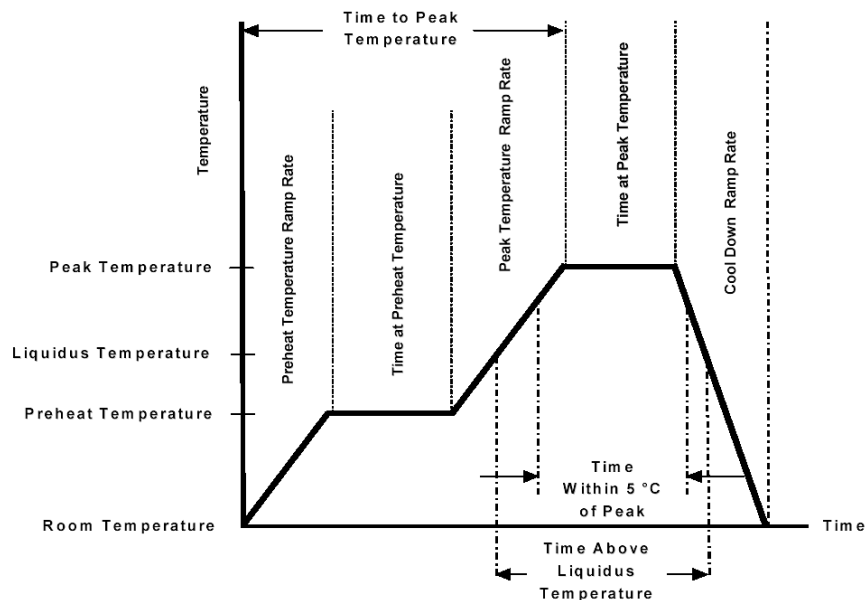 Time to Peak
Temperature
Temperature
Preheat Temperature Ramp Rate
Time at Preheat Temperature
Peak Temperature Ramp Rate
Time at Peak Temperature
Cool Down Ramp Rate
Peak Temperature
Liquidus Temperature
Preheat Temperature
Room Temperature
Time
Within 5 °C
of Peak
Time
Time Above
Liquidus
Temperature